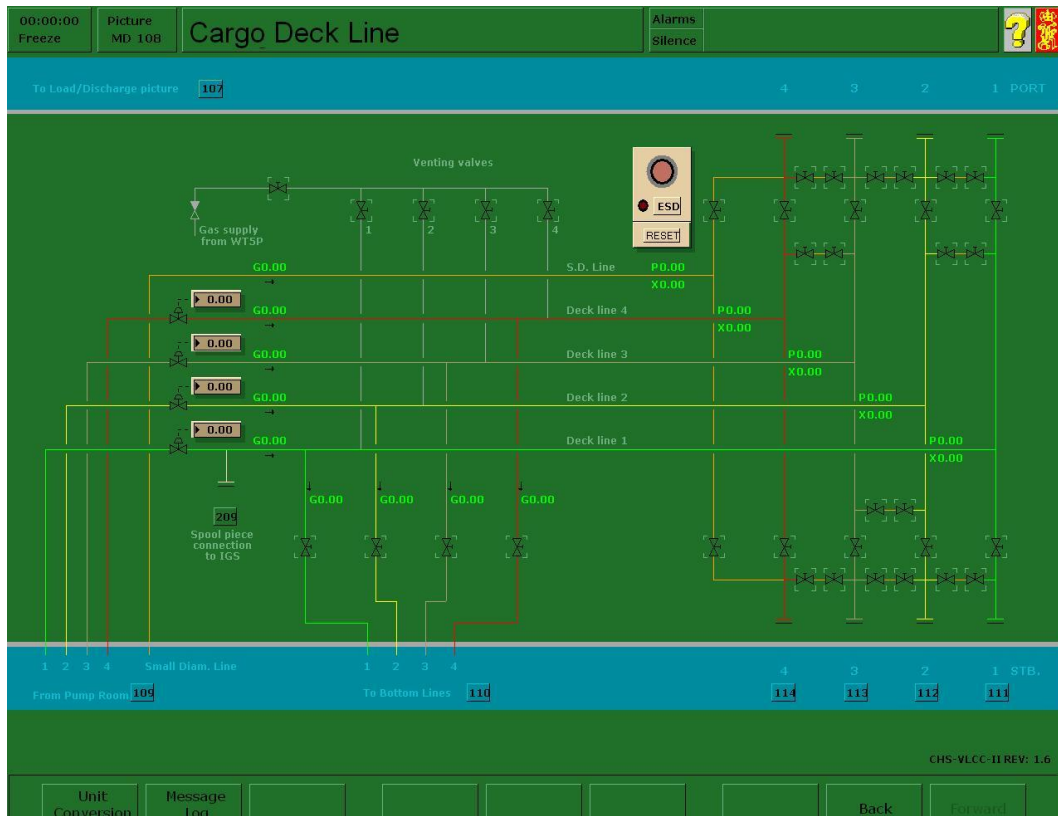 00:00:00
Freeze
Picture
MD 108
Cargo Deck Line
Alarms
Silence
?
To Load/Discharge picture 107
4 3 2 1 PORT
Venting valves
Gas supply
from WTSP
1 2 3 4
ESD
RESET
G0.00 S.D. Line P0.00
X0.00
0.00
G0.00 Deck line 4 P0.00
X0.00
0.00
G0.00 Deck line 3 P0.00
X0.00
0.00
G0.00 Deck line 2 P0.00
X0.00
0.00
G0.00 Deck line 1 P0.00
X0.00
G0.00 G0.00 G0.00 G0.00
209
Spool piece
connection
to IGS
1 2 3 4 Small Diam. Line 1 2 3 4
4 3 2 1 STB.
From Pump Room 109 To Bottom Lines 110 114 113 112 111
CHS-VLCC-II REV: 1.6
Unit
Conversion
Message
Log
Back
Forward